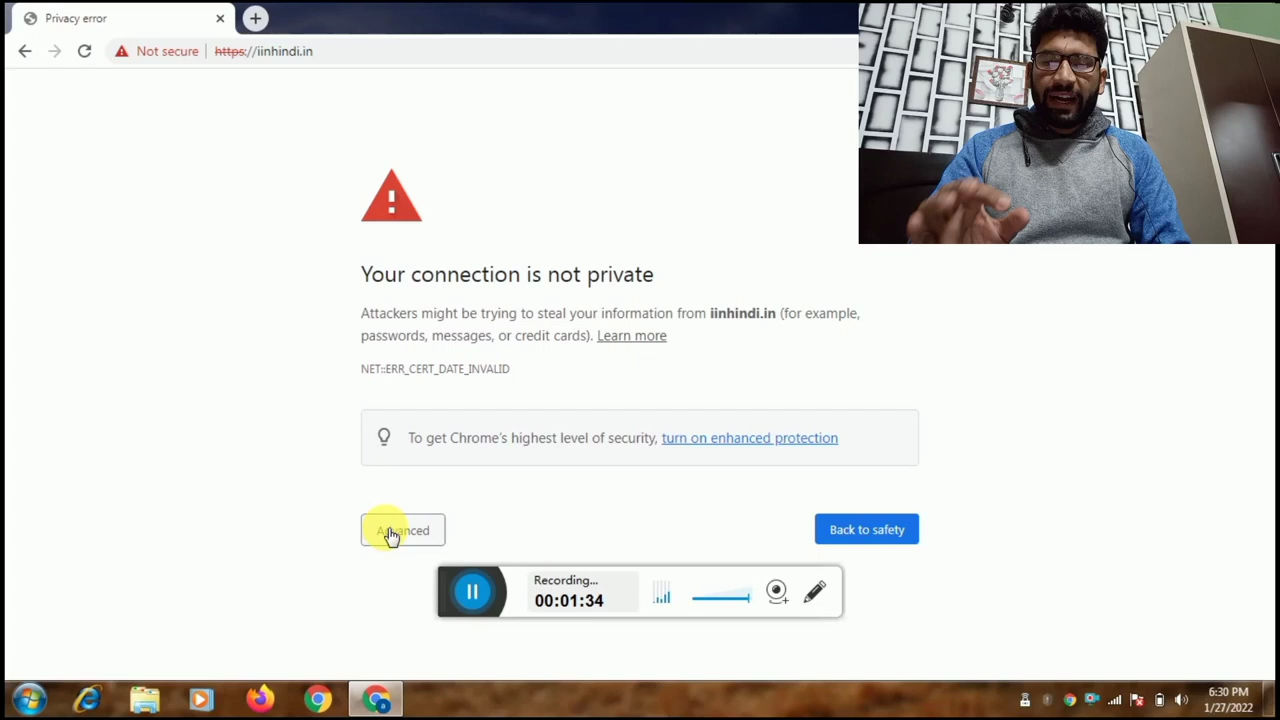 Privacy error
Not secure
https://iinhindi.in
Your connection is not private
Attackers might be trying to steal your information from iinhindi.in (for example,
passwords, messages, or credit cards). Learn more
NET::ERR_CERT_DATE_INVALID
To get Chrome's highest level of security, turn on enhanced protection
Advanced
Back to safety
Recording...
00:01:34
6:30 PM
1/27/2022